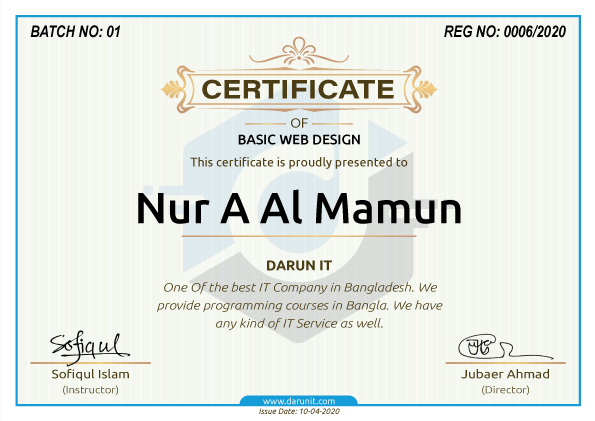 BATCH NO: 01
REG NO: 0006/2020
CERTIFICATE
OF
BASIC WEB DESIGN
This certificate is proudly presented to
Nur A Al Mamun
DARUN IT
One Of the best IT Company in Bangladesh. We
provide programming courses in Bangla. We have
any kind of IT Service as well.
Sofiqul
Sofiqul Islam
(Instructor)
Jubaer Ahmad
(Director)
www.darunit.com
Issue Date: 10-04-2020